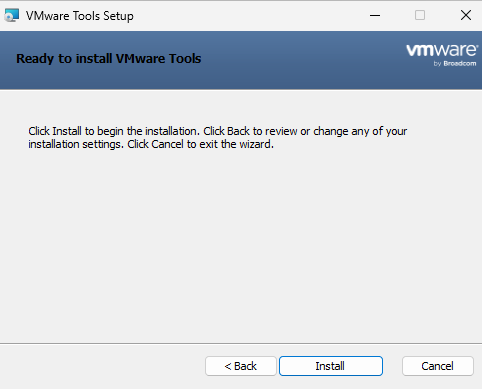 VMware Tools Setup
Ready to install VMware Tools
vmware®
by Broadcom
Click Install to begin the installation. Click Back to review or change any of your
installation settings. Click Cancel to exit the wizard.
< Back
Install
Cancel